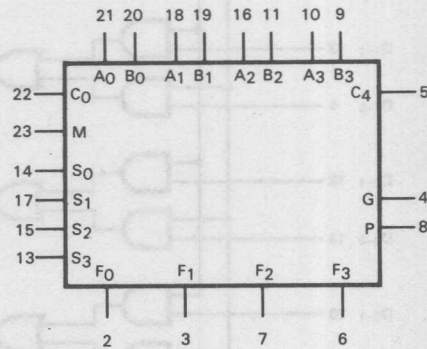 21 20 18 19 16 11 10 9
A0 B0 A1 B1 A2 B2 A3 B3
22 C0 C4 5
23 M
14 S0
17 S1 G 4
15 S2 P 8
13 S3
F0 F1 F2 F3
2 3 7 6